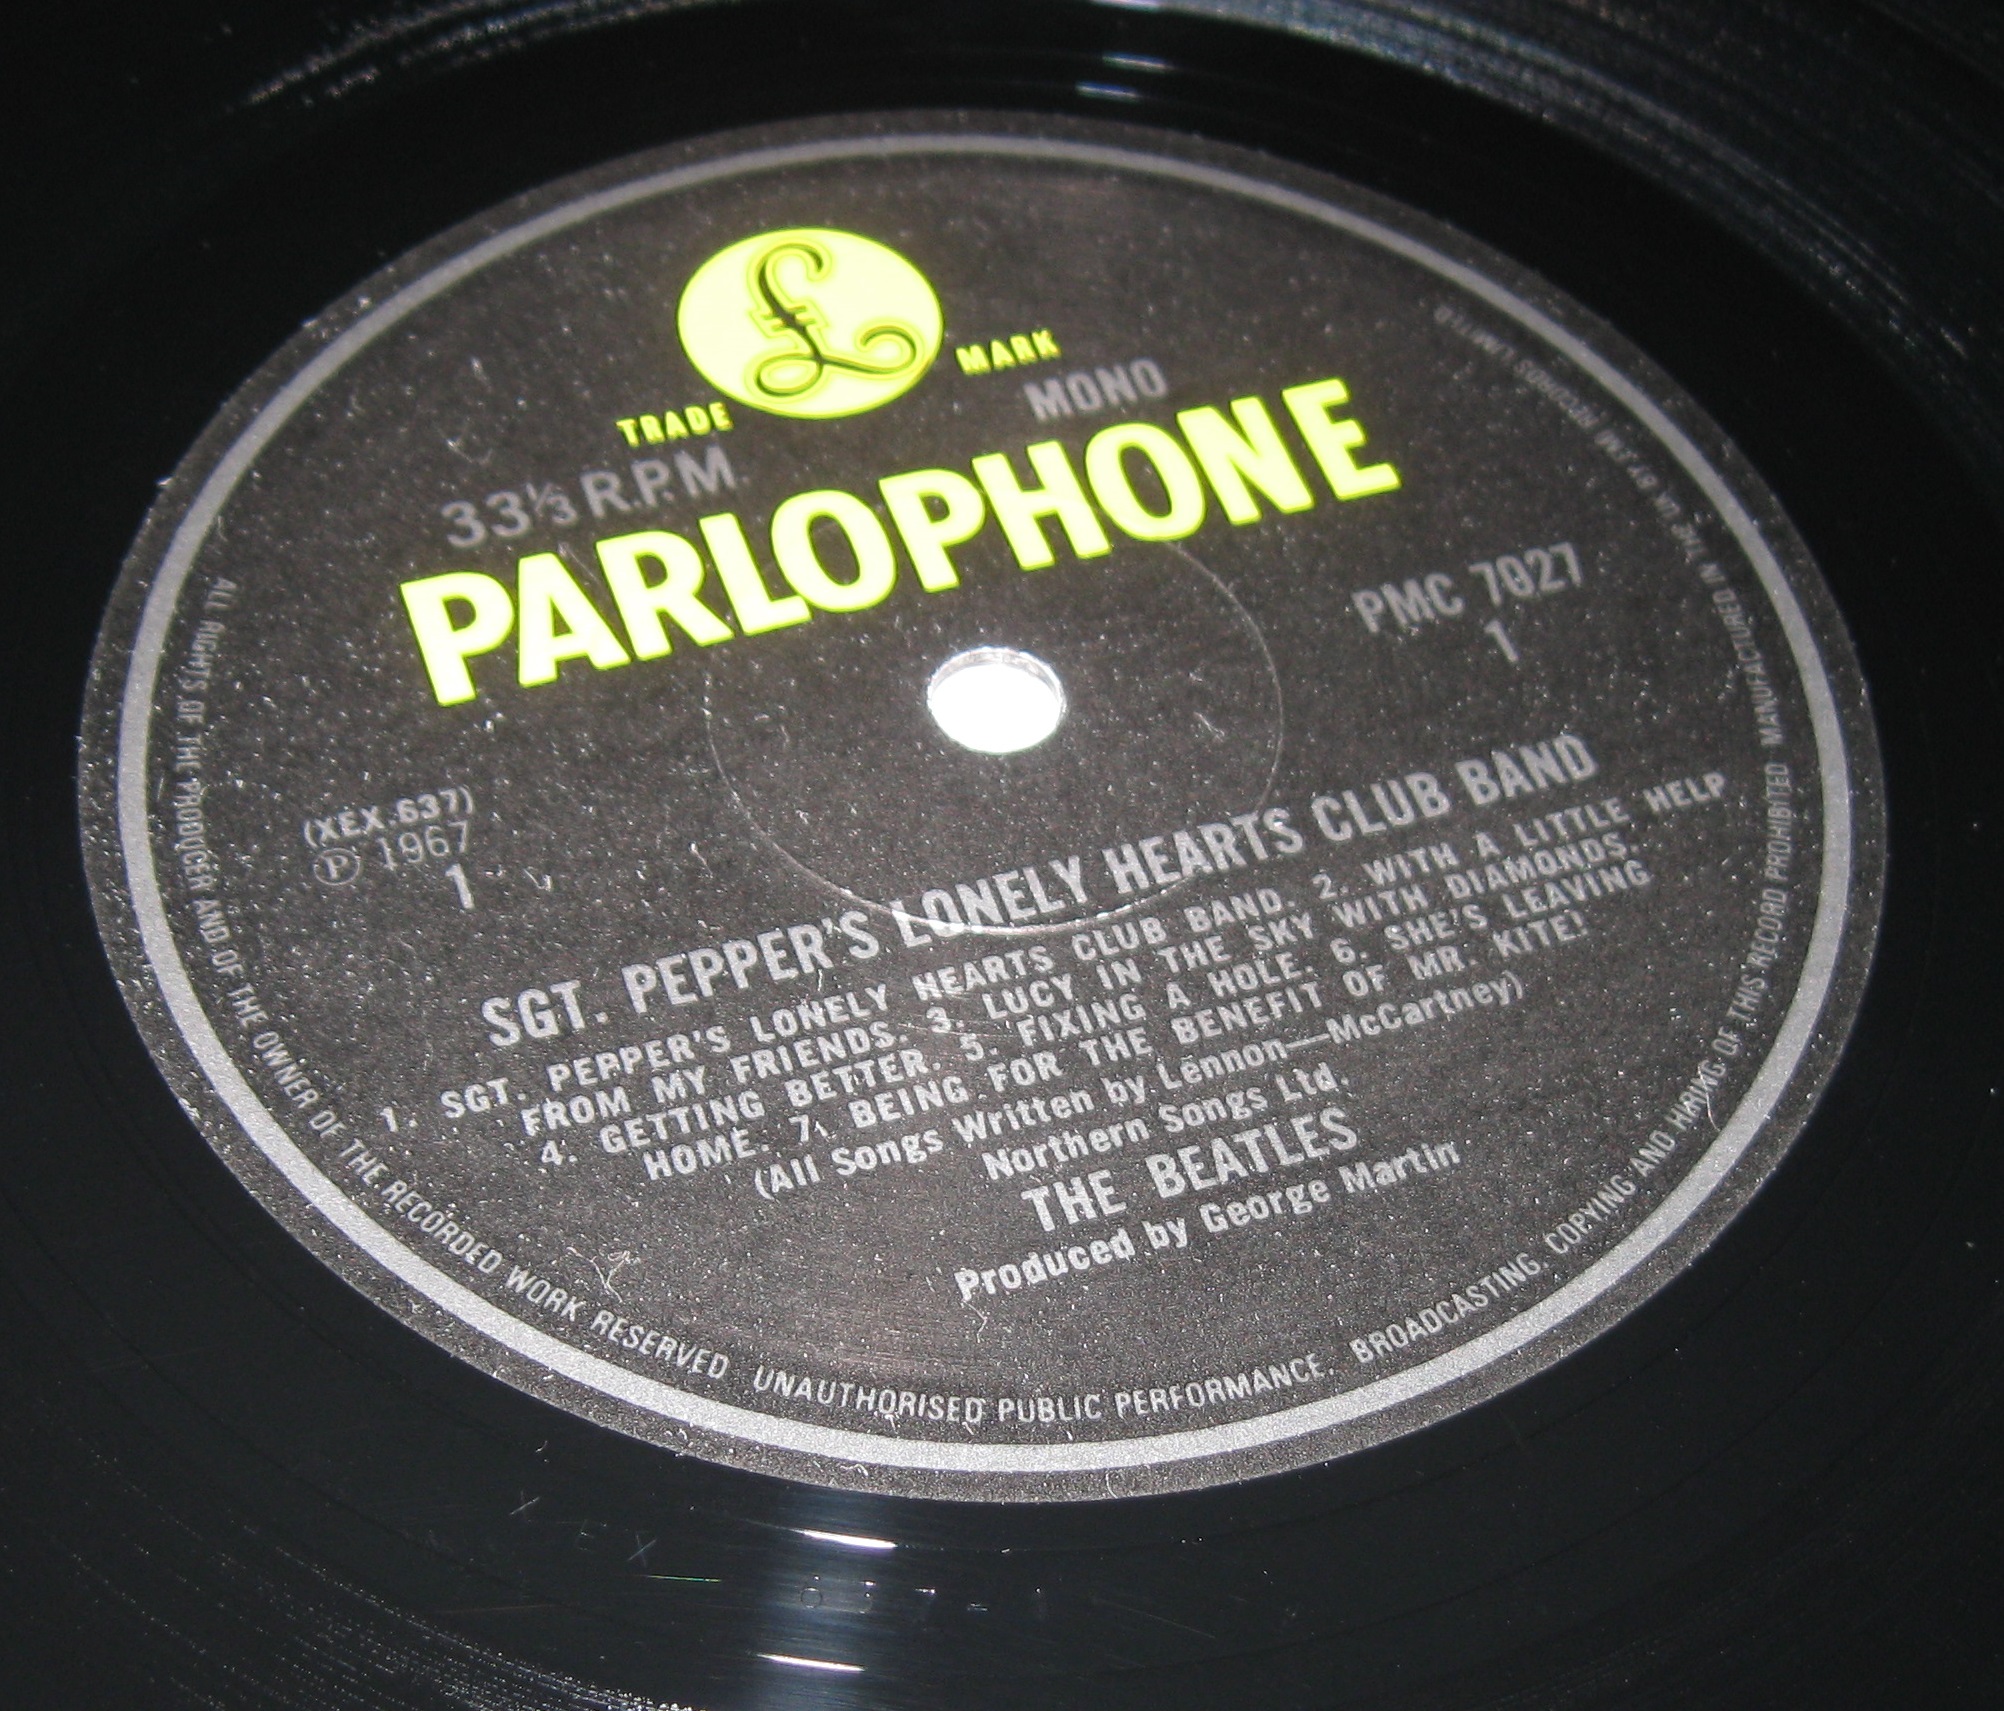 £
TRADE MARK
33⅓ R.P.M. MONO
PARLOPHONE
PMC 7027
1
(XEX.637)
Ⓟ 1967
1
SGT. PEPPER'S LONELY HEARTS CLUB BAND
1. SGT. PEPPER'S LONELY HEARTS CLUB BAND. 2. WITH A LITTLE HELP
FROM MY FRIENDS. 3. LUCY IN THE SKY WITH DIAMONDS.
4. GETTING BETTER. 5. FIXING A HOLE. 6. SHE'S LEAVING
HOME. 7. BEING FOR THE BENEFIT OF MR. KITE!
(All Songs Written by Lennon—McCartney)
Northern Songs Ltd.
THE BEATLES
Produced by George Martin
ALL RIGHTS OF THE PRODUCER AND OF THE OWNER OF THE RECORDED WORK RESERVED UNAUTHORISED PUBLIC PERFORMANCE. BROADCASTING. COPYING AND HIRING OF THIS RECORD PROHIBITED MANUFACTURED IN THE U.K. BY EMI RECORDS LIMITED